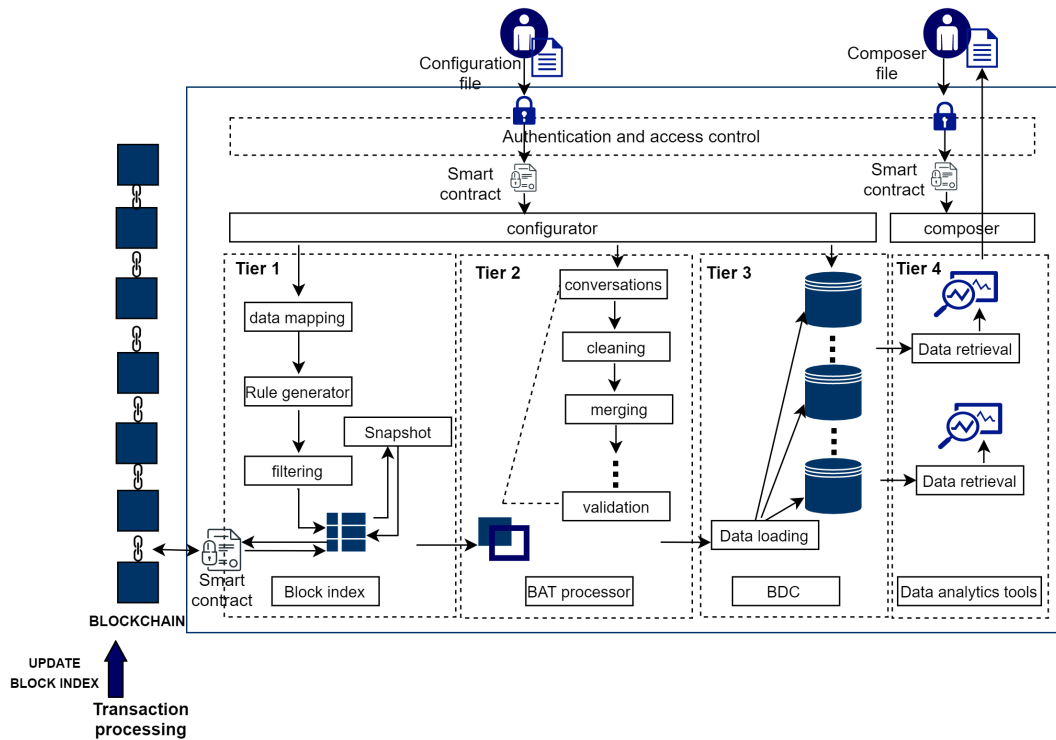 Configuration
file
Composer
file
Authentication and access control
Smart
contract
Smart
contract
configurator
composer
Tier 1
Tier 2
Tier 3
Tier 4
data mapping
Rule generator
Snapshot
filtering
conversations
cleaning
merging
validation
Data loading
Data retrieval
Data retrieval
Smart
contract
Block index
BAT processor
BDC
Data analytics tools
BLOCKCHAIN
UPDATE
BLOCK INDEX
Transaction
processing